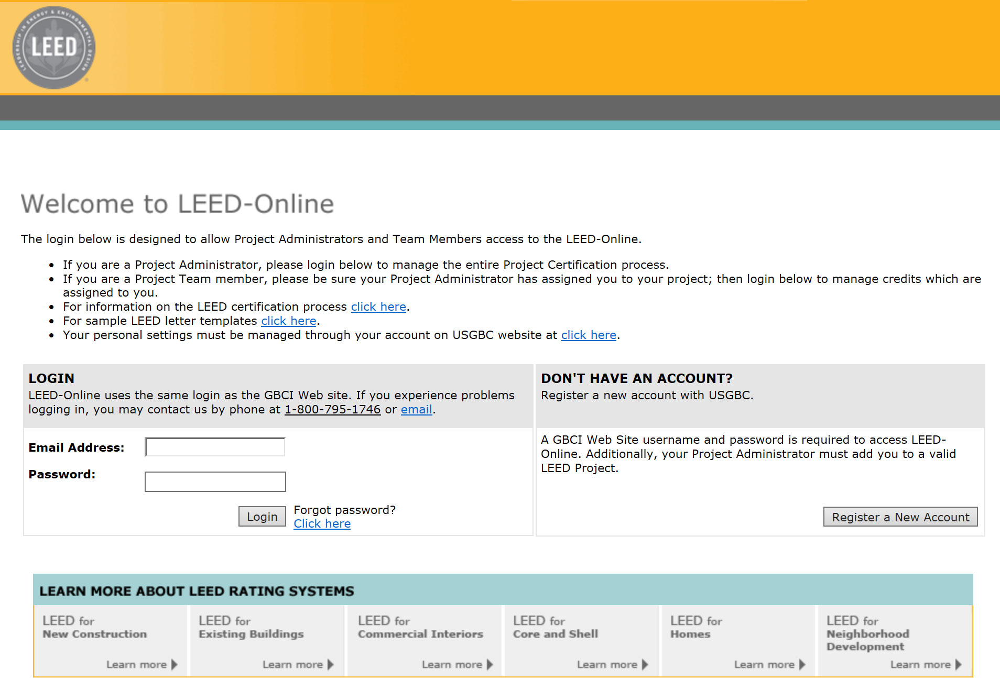 LEADERSHIP IN ENERGY & ENVIRONMENTAL DESIGN
LEED
®
Welcome to LEED-Online
The login below is designed to allow Project Administrators and Team Members access to the LEED-Online.
• If you are a Project Administrator, please login below to manage the entire Project Certification process.
• If you are a Project Team member, please be sure your Project Administrator has assigned you to your project; then login below to manage credits which are
assigned to you.
• For information on the LEED certification process click here.
• For sample LEED letter templates click here.
• Your personal settings must be managed through your account on USGBC website at click here.
LOGIN
LEED-Online uses the same login as the GBCI Web site. If you experience problems
logging in, you may contact us by phone at 1-800-795-1746 or email.
Email Address:
Password:
Login
Forgot password?
Click here
DON'T HAVE AN ACCOUNT?
Register a new account with USGBC.
A GBCI Web Site username and password is required to access LEED-
Online. Additionally, your Project Administrator must add you to a valid
LEED Project.
Register a New Account
LEARN MORE ABOUT LEED RATING SYSTEMS
LEED for
New Construction
Learn more
LEED for
Existing Buildings
Learn more
LEED for
Commercial Interiors
Learn more
LEED for
Core and Shell
Learn more
LEED for
Homes
Learn more
LEED for
Neighborhood
Development
Learn more